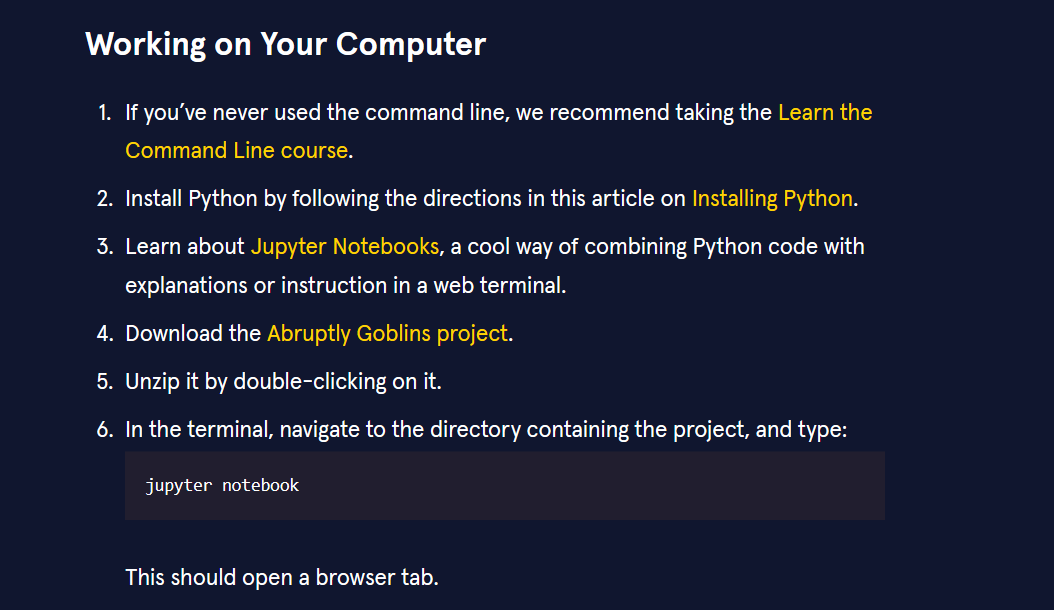 Working on Your Computer
1. If you’ve never used the command line, we recommend taking the Learn the
Command Line course.
2. Install Python by following the directions in this article on Installing Python.
3. Learn about Jupyter Notebooks, a cool way of combining Python code with
explanations or instruction in a web terminal.
4. Download the Abruptly Goblins project.
5. Unzip it by double-clicking on it.
6. In the terminal, navigate to the directory containing the project, and type:
jupyter notebook
This should open a browser tab.